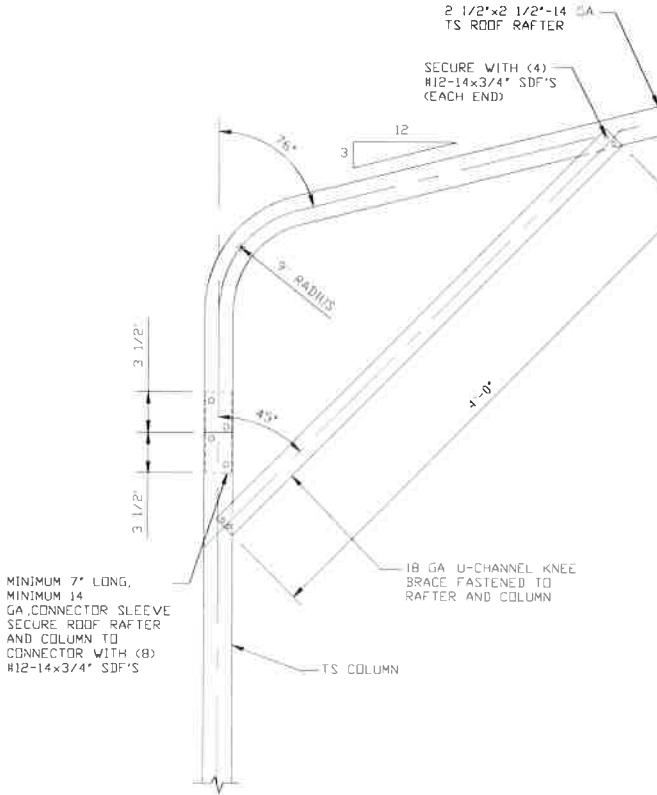 2 1/2"x2 1/2"-14 GA
TS ROOF RAFTER
SECURE WITH (4)
#12-14x3/4" SDF'S
(EACH END)
12
3
76°
9" RADIUS
3 1/2"
45°
4'-0"
3 1/2"
18 GA U-CHANNEL KNEE
BRACE FASTENED TO
RAFTER AND COLUMN
MINIMUM 7" LONG,
MINIMUM 14
GA,CONNECTOR SLEEVE
SECURE ROOF RAFTER
AND COLUMN TO
CONNECTOR WITH (8)
#12-14x3/4" SDF'S
TS COLUMN